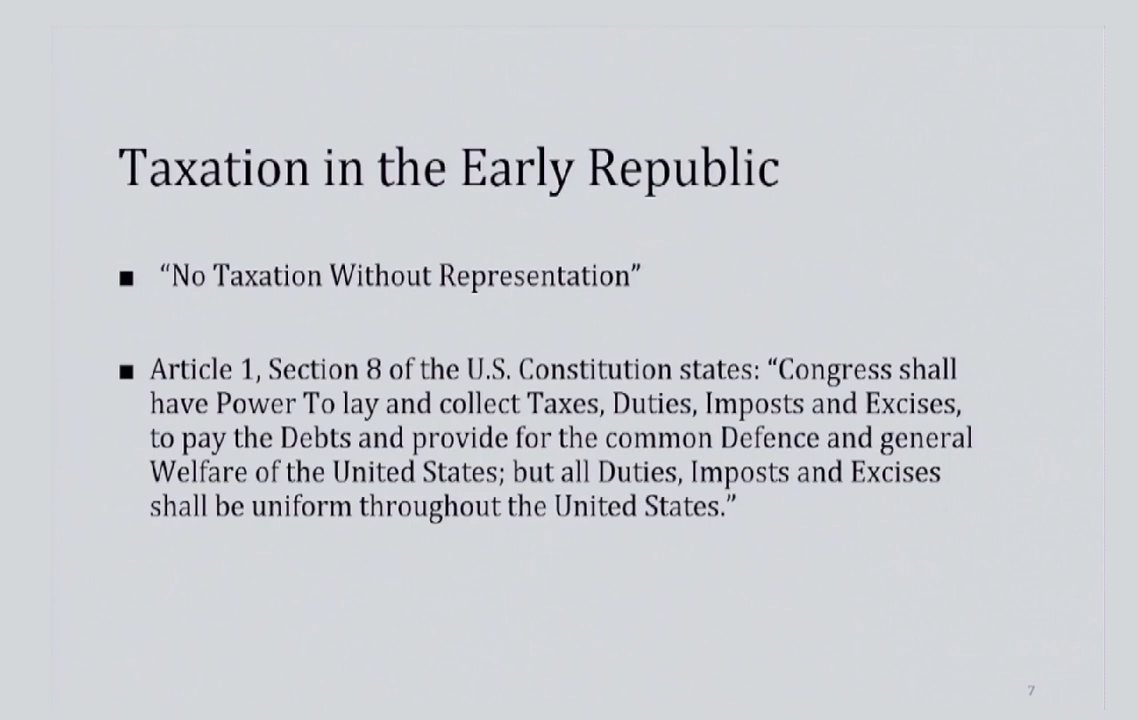 Taxation in the Early Republic
■ “No Taxation Without Representation”
■ Article 1, Section 8 of the U.S. Constitution states: “Congress shall
have Power To lay and collect Taxes, Duties, Imposts and Excises,
to pay the Debts and provide for the common Defence and general
Welfare of the United States; but all Duties, Imposts and Excises
shall be uniform throughout the United States.”
7